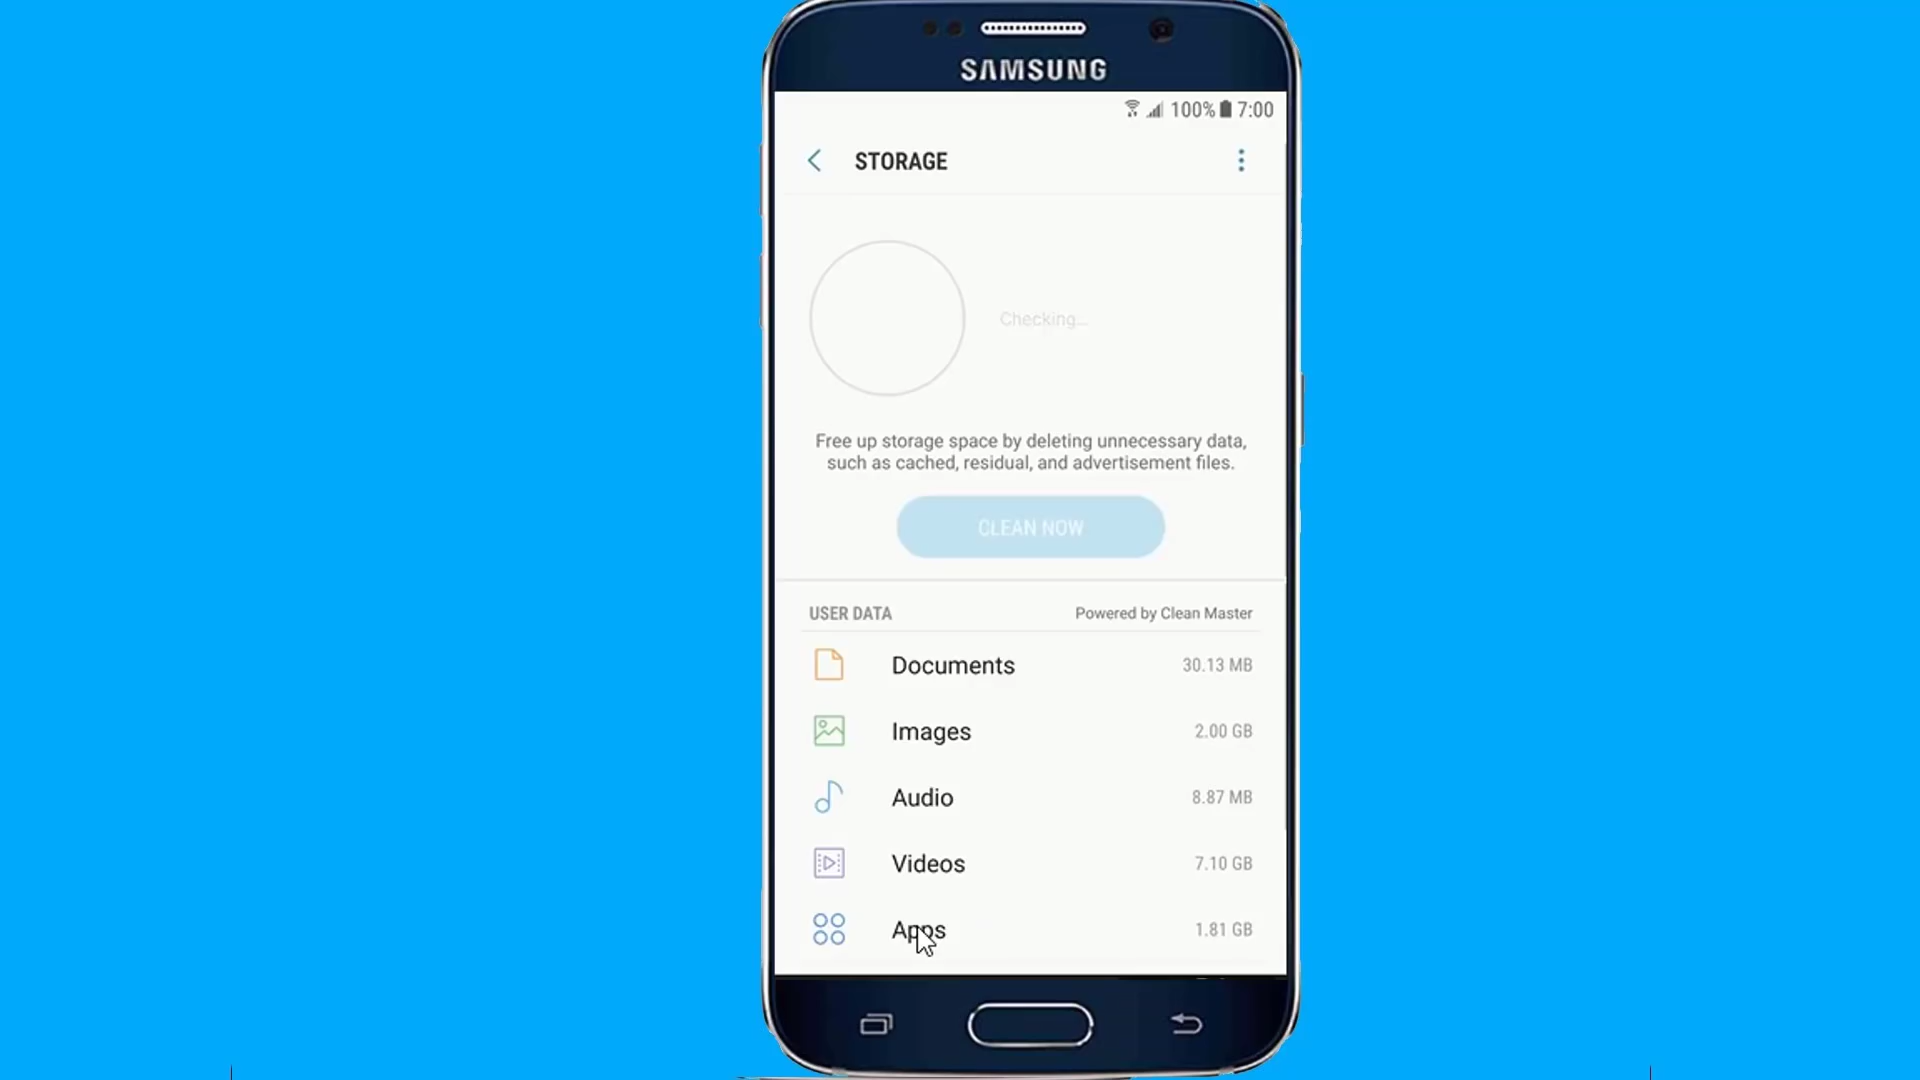 SAMSUNG
100% 7:00
STORAGE
Checking...
Free up storage space by deleting unnecessary data,
such as cached, residual, and advertisement files.
CLEAN NOW
USER DATA Powered by Clean Master
Documents 30.13 MB
Images 2.00 GB
Audio 8.87 MB
Videos 7.10 GB
Apps 1.81 GB